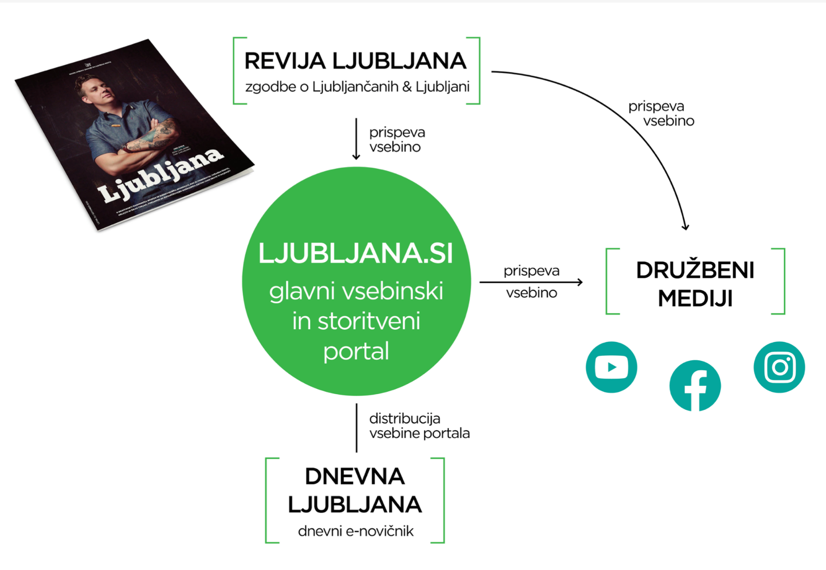 REVIJA LJUBLJANA
zgodbe o Ljubljančanih & Ljubljani
prispeva
vsebino
prispeva
vsebino
Ljubljana
LJUBLJANA.SI
glavni vsebinski
in storitveni
portal
prispeva
vsebino
DRUŽBENI
MEDIJI
distribucija
vsebine portala
DNEVNA
LJUBLJANA
dnevni e-novičnik